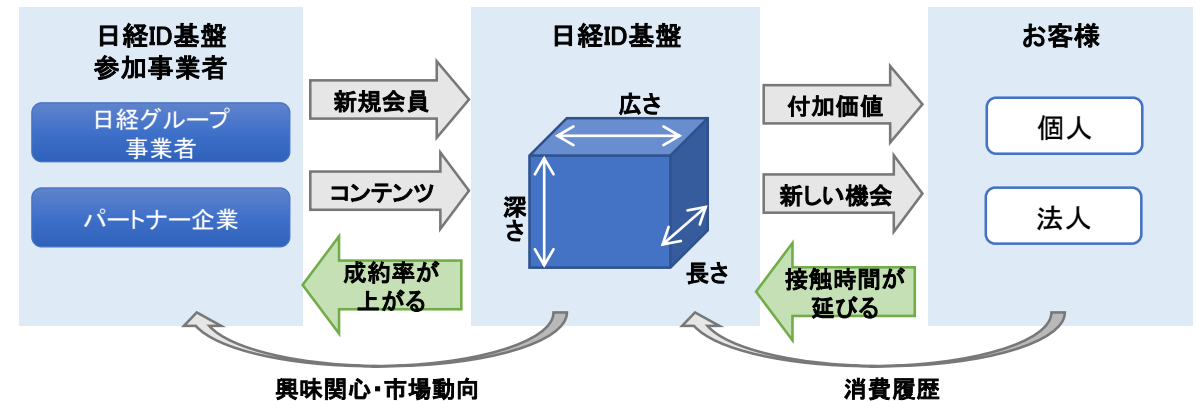 日経ID基盤
参加事業者
日経グループ
事業者
パートナー企業
新規会員
コンテンツ
成約率が
上がる
日経ID基盤
広さ
深さ
長さ
付加価値
新しい機会
接触時間が
延びる
お客様
個人
法人
興味関心・市場動向
消費履歴